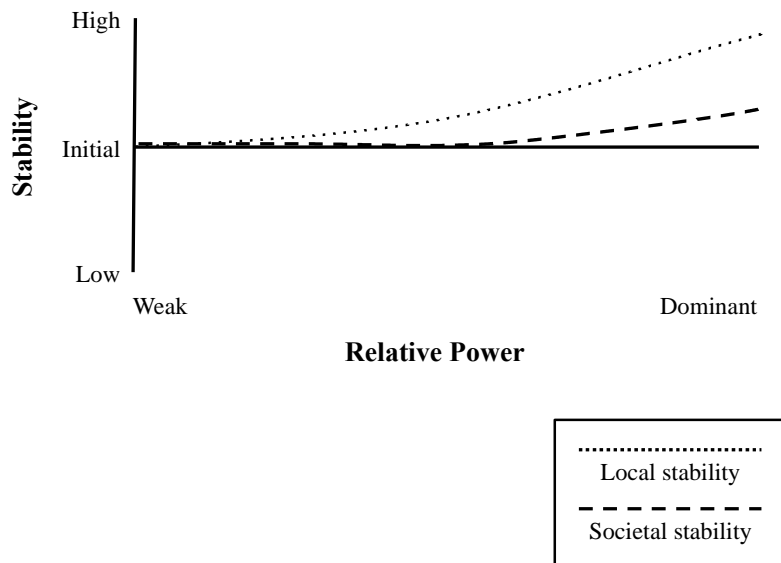 High
Stability
Initial
Low
Weak
Dominant
Relative Power
Local stability
Societal stability